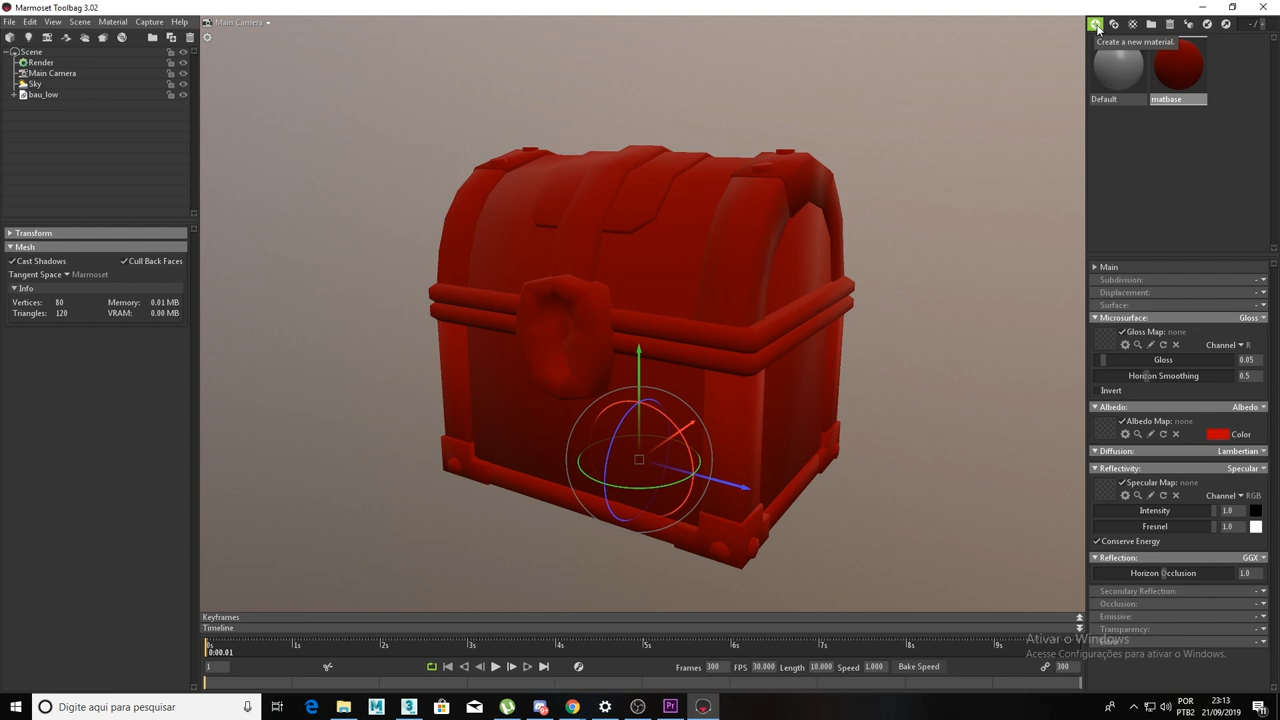 Marmoset Toolbag 3.02
File Edit View Scene Material Capture Help
Main Camera
Create a new material.
Scene
Render
Main Camera
Sky
bau_low
Default matbase
Transform
Mesh
Cast Shadows Cull Back Faces
Tangent Space Marmoset
Info
Vertices: 80 Memory: 0.01 MB
Triangles: 120 VRAM: 0.00 MB
Main
Subdivision: -
Displacement: -
Surface: -
Microsurface: Gloss
Gloss Map: none
Channel R
Gloss 0.05
Horizon Smoothing 0.5
Invert
Albedo: Albedo
Albedo Map: none
Color
Diffusion: Lambertian
Reflectivity: Specular
Specular Map: none
Channel RGB
Intensity 1.0
Fresnel 1.0
Conserve Energy
Reflection: GGX
Horizon Occlusion 1.0
Secondary Reflection: -
Occlusion: -
Emissive: -
Transparency: -
Ativar o Windows
Acesse Configurações para ativar o Windows.
Keyframes
Timeline
0s 1s 2s 3s 4s 5s 6s 7s 8s 9s
0:00.01
1 Frames 300 FPS 30.000 Length 10.000 Speed 1.000 Bake Speed 300
Digite aqui para pesquisar
POR 23:13
PTB2 21/09/2019